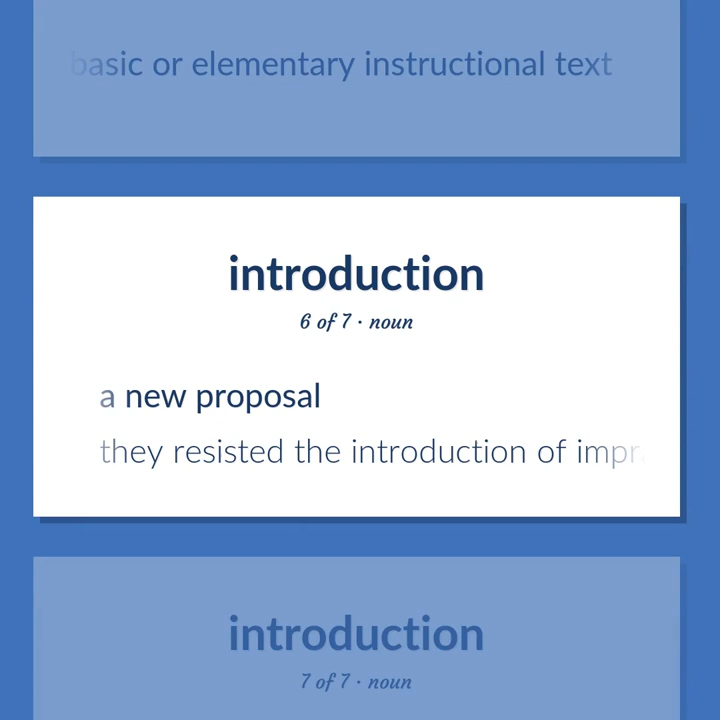 basic or elementary instructional text
introduction
6 of 7 · noun
a new proposal
they resisted the introduction of
introduction
7 of 7 · noun